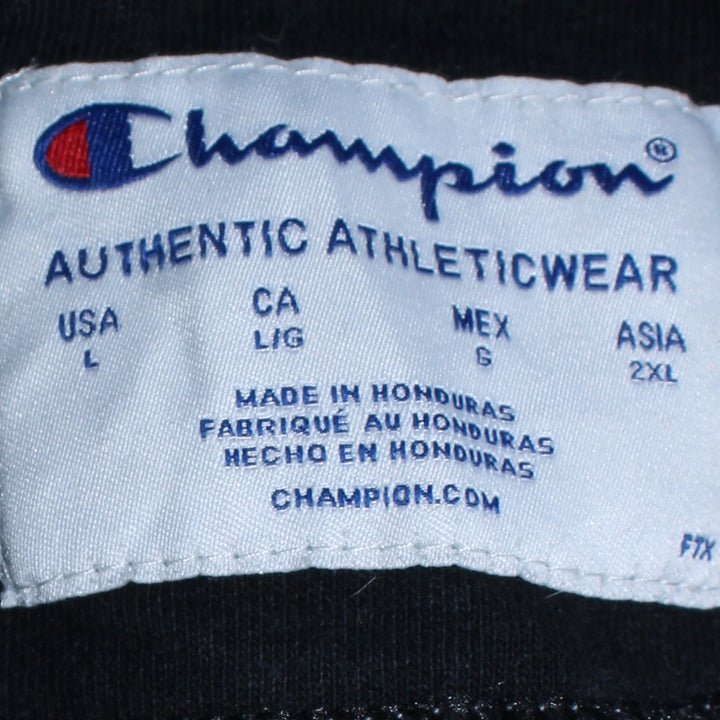 Champion®
AUTHENTIC ATHLETICWEAR
USA CA MEX ASIA
L L/G G 2XL
MADE IN HONDURAS
FABRIQUÉ AU HONDURAS
HECHO EN HONDURAS
CHAMPION.COM
FTX